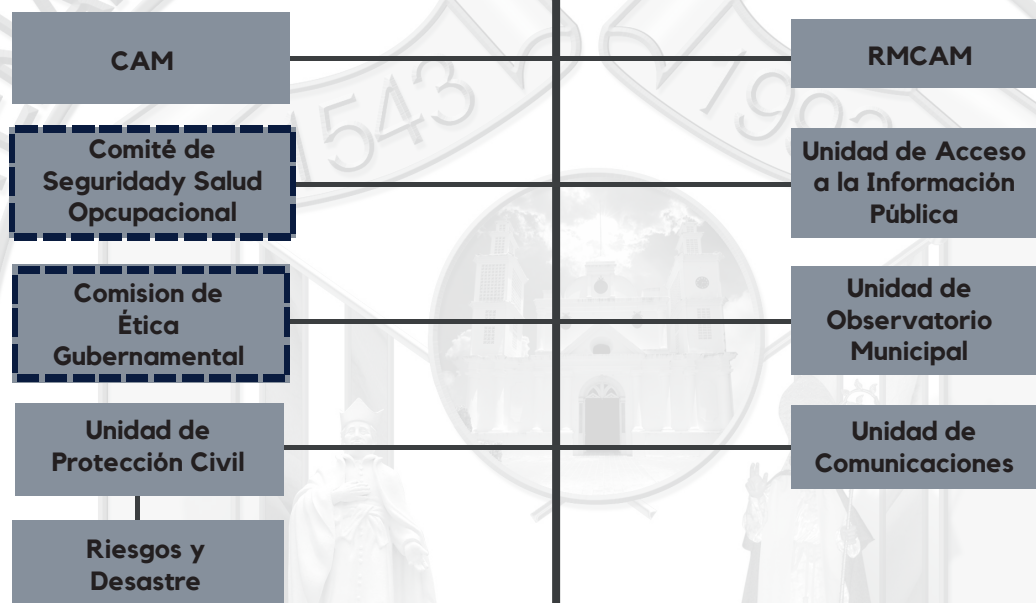 CAM
RMCAM
Comité de
Seguridady Salud
Opcupacional
Unidad de Acceso
a la Información
Pública
Comision de
Ética
Gubernamental
Unidad de
Observatorio
Municipal
Unidad de
Protección Civil
Unidad de
Comunicaciones
Riesgos y
Desastre
1543